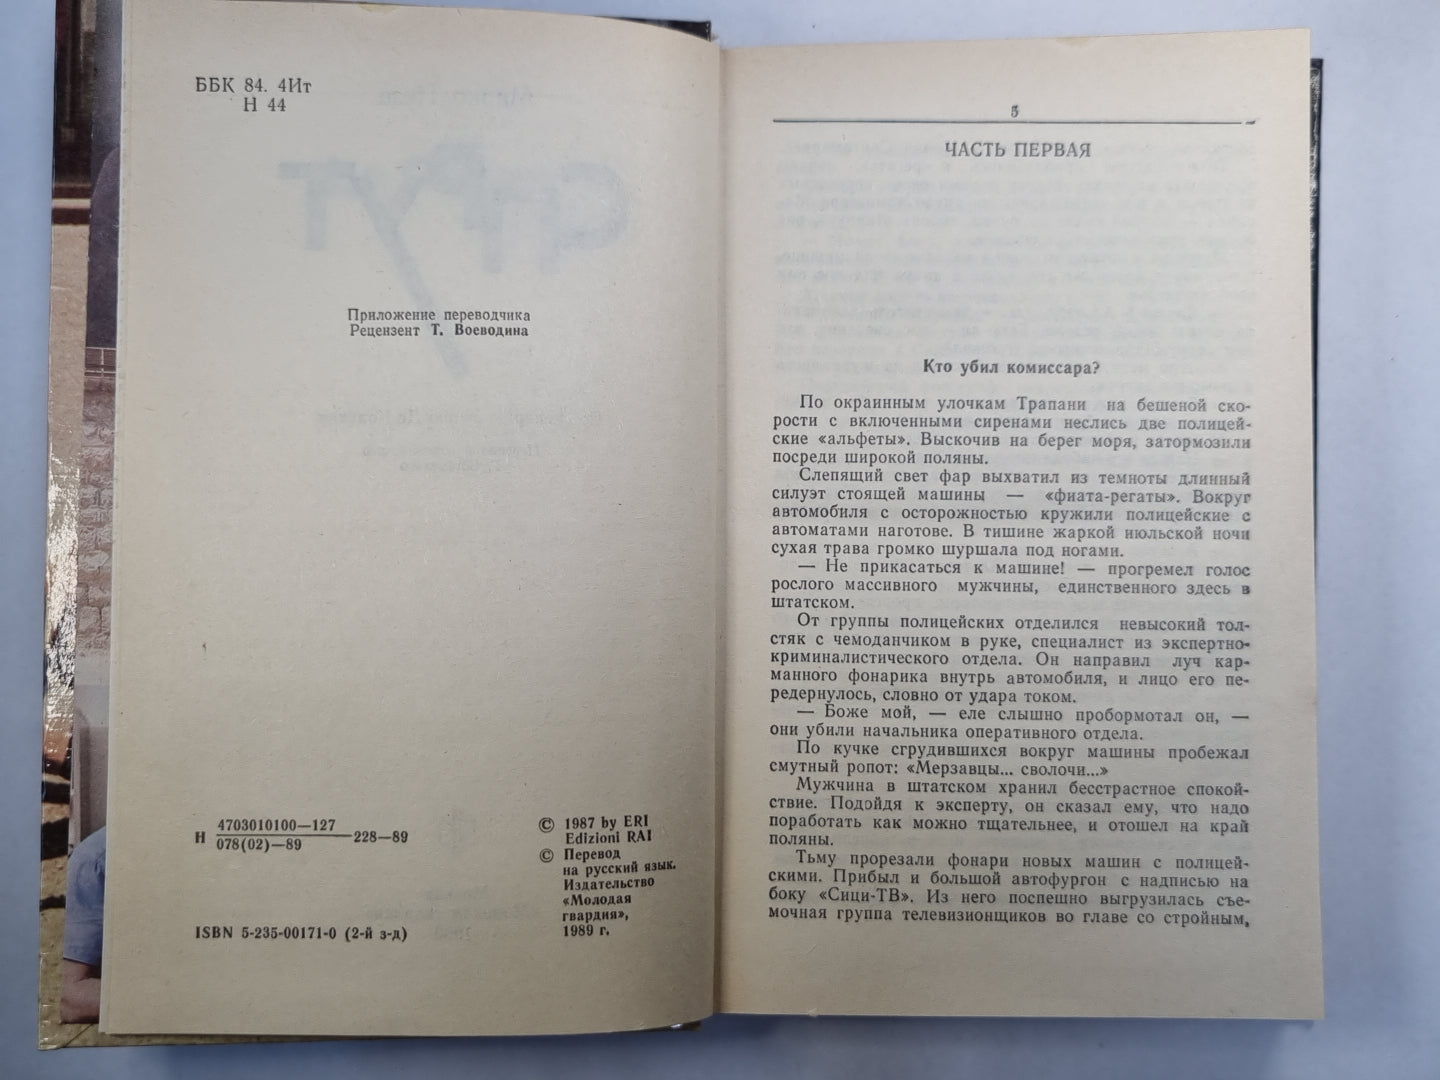 ББК 84. 4Ит
Н 44
Приложение переводчика
Рецензент Т. Воеводина
Н 4703010100—127
078(02)—89 228—89
© 1987 by ERI
Edizioni RAI
© Перевод
на русский язык.
Издательство
«Молодая
гвардия»,
1989 г.
ISBN 5-235-00171-0 (2-й з-д)
5
ЧАСТЬ ПЕРВАЯ
Кто убил комиссара?
По окраинным улочкам Трапани на бешеной ско-
рости с включенными сиренами неслись две полицей-
ские «альфеты». Выскочив на берег моря, затормозили
посреди широкой поляны.
Слепящий свет фар выхватил из темноты длинный
силуэт стоящей машины — «фиата-регаты». Вокруг
автомобиля с осторожностью кружили полицейские с
автоматами наготове. В тишине жаркой июльской ночи
сухая трава громко шуршала под ногами.
— Не прикасаться к машине! — прогремел голос
рослого массивного мужчины, единственного здесь в
штатском.
От группы полицейских отделился невысокий тол-
стяк с чемоданчиком в руке, специалист из экспертно-
криминалистического отдела. Он направил луч кар-
манного фонарика внутрь автомобиля, и лицо его пе-
редернулось, словно от удара током.
— Боже мой, — еле слышно пробормотал он, —
они убили начальника оперативного отдела.
По кучке сгрудившихся вокруг машины пробежал
смутный ропот: «Мерзавцы... сволочи...»
Мужчина в штатском хранил бесстрастное спокой-
ствие. Подойдя к эксперту, он сказал ему, что надо
поработать как можно тщательнее, и отошел на край
поляны.
Тьму прорезали фонари новых машин с полицей-
скими. Прибыл и большой автофургон с надписью на
боку «Сици-ТВ». Из него поспешно выгрузилась съе-
мочная группа телевизионщиков во главе со стройным,